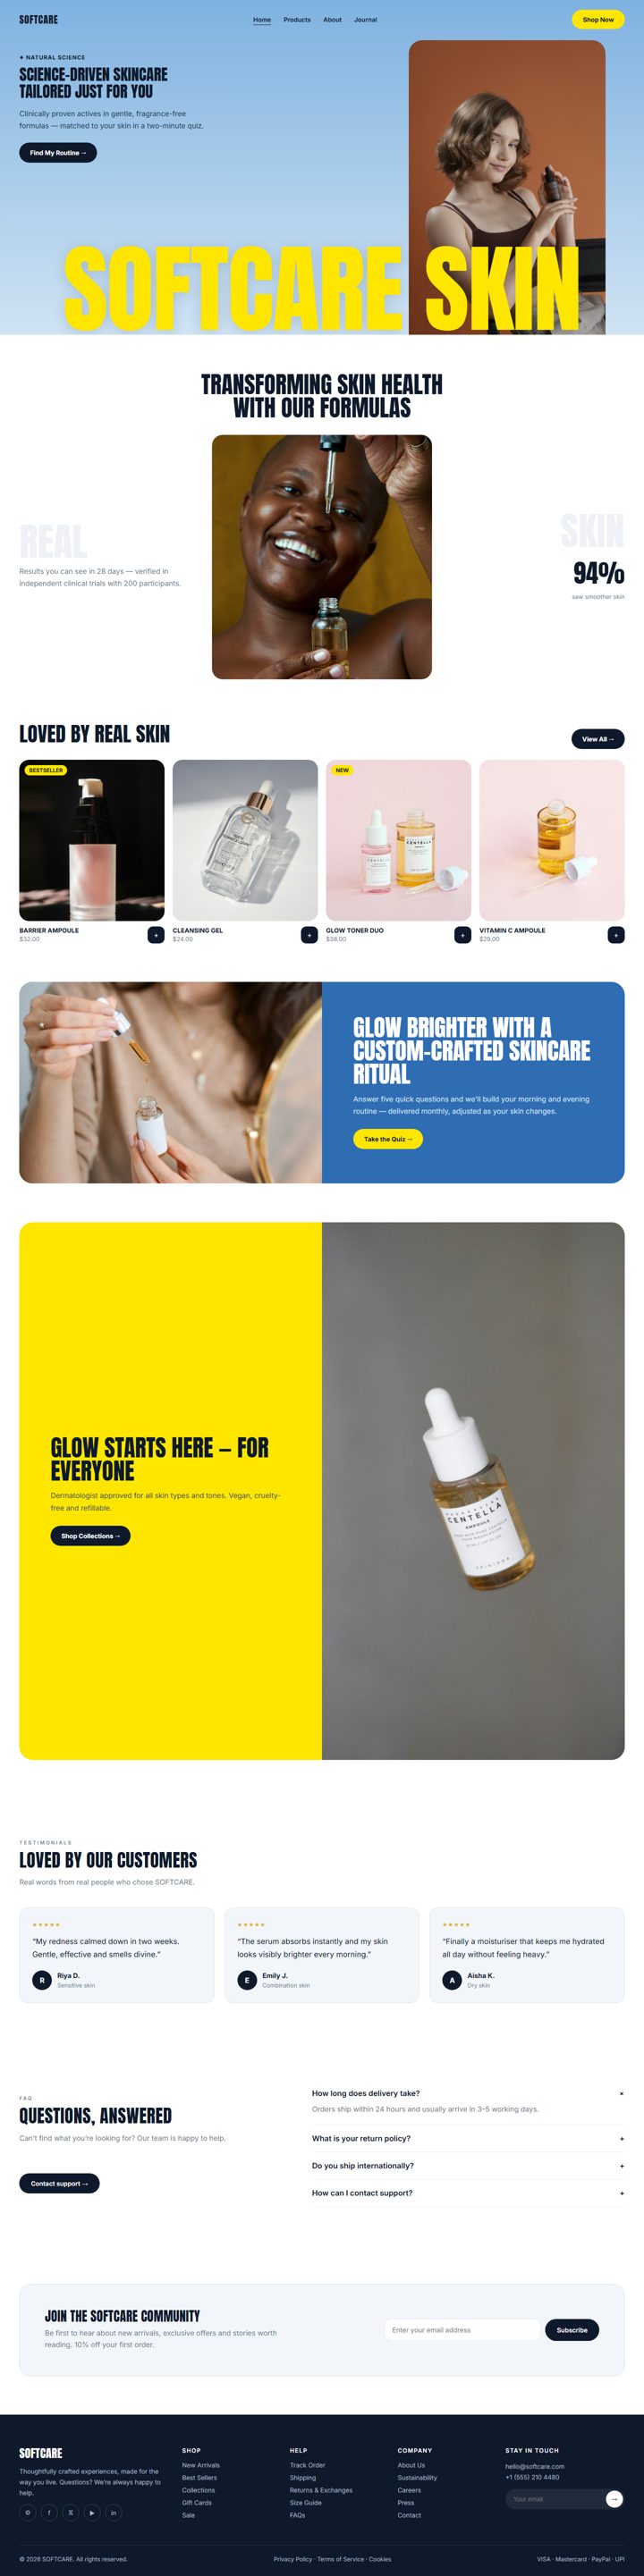 SOFTCARE
Home
Products
About
Journal
Shop Now
✦ NATURAL SCIENCE
SCIENCE-DRIVEN SKINCARE
TAILORED JUST FOR YOU
Clinically proven actives in gentle, fragrance-free
formulas — matched to your skin in a two-minute quiz.
Find My Routine →
SOFTCARE SKIN
TRANSFORMING SKIN HEALTH
WITH OUR FORMULAS
REAL
Results you can see in 28 days — verified in
independent clinical trials with 200 participants.
SKIN
94%
saw smoother skin
LOVED BY REAL SKIN
View All →
BESTSELLER
NEW
CENTELLA
CENTELLA
BARRIER AMPOULE
$32.00
+
CLEANSING GEL
$24.00
+
GLOW TONER DUO
$38.00
+
VITAMIN C AMPOULE
$29.00
+
GLOW BRIGHTER WITH A
CUSTOM-CRAFTED SKINCARE
RITUAL
Answer five quick questions and we'll build your morning and evening
routine — delivered monthly, adjusted as your skin changes.
Take the Quiz →
GLOW STARTS HERE — FOR
EVERYONE
Dermatologist approved for all skin types and tones. Vegan, cruelty-
free and refillable.
Shop Collections →
CENTELLA
AMPOULE
TESTIMONIALS
LOVED BY OUR CUSTOMERS
Real words from real people who chose SOFTCARE.
★★★★★
“My redness calmed down in two weeks.
Gentle, effective and smells divine.”
R
Riya D.
Sensitive skin
★★★★★
“The serum absorbs instantly and my skin
looks visibly brighter every morning.”
E
Emily J.
Combination skin
★★★★★
“Finally a moisturiser that keeps me hydrated
all day without feeling heavy.”
A
Aisha K.
Dry skin
FAQ
QUESTIONS, ANSWERED
Can't find what you're looking for? Our team is happy to help.
Contact support →
How long does delivery take?
Orders ship within 24 hours and usually arrive in 3–5 working days.
What is your return policy?
+
Do you ship internationally?
+
How can I contact support?
+
JOIN THE SOFTCARE COMMUNITY
Be first to hear about new arrivals, exclusive offers and stories worth
reading. 10% off your first order.
Enter your email address
Subscribe
SOFTCARE
Thoughtfully crafted experiences, made for the
way you live. Questions? We're always happy to
help.
f
in
SHOP
New Arrivals
Best Sellers
Collections
Gift Cards
Sale
HELP
Track Order
Shipping
Returns & Exchanges
Size Guide
FAQs
COMPANY
About Us
Sustainability
Careers
Press
Contact
STAY IN TOUCH
hello@softcare.com
+1 (555) 210 4480
Your email
→
© 2026 SOFTCARE. All rights reserved.
Privacy Policy · Terms of Service · Cookies
VISA · Mastercard · PayPal · UPI